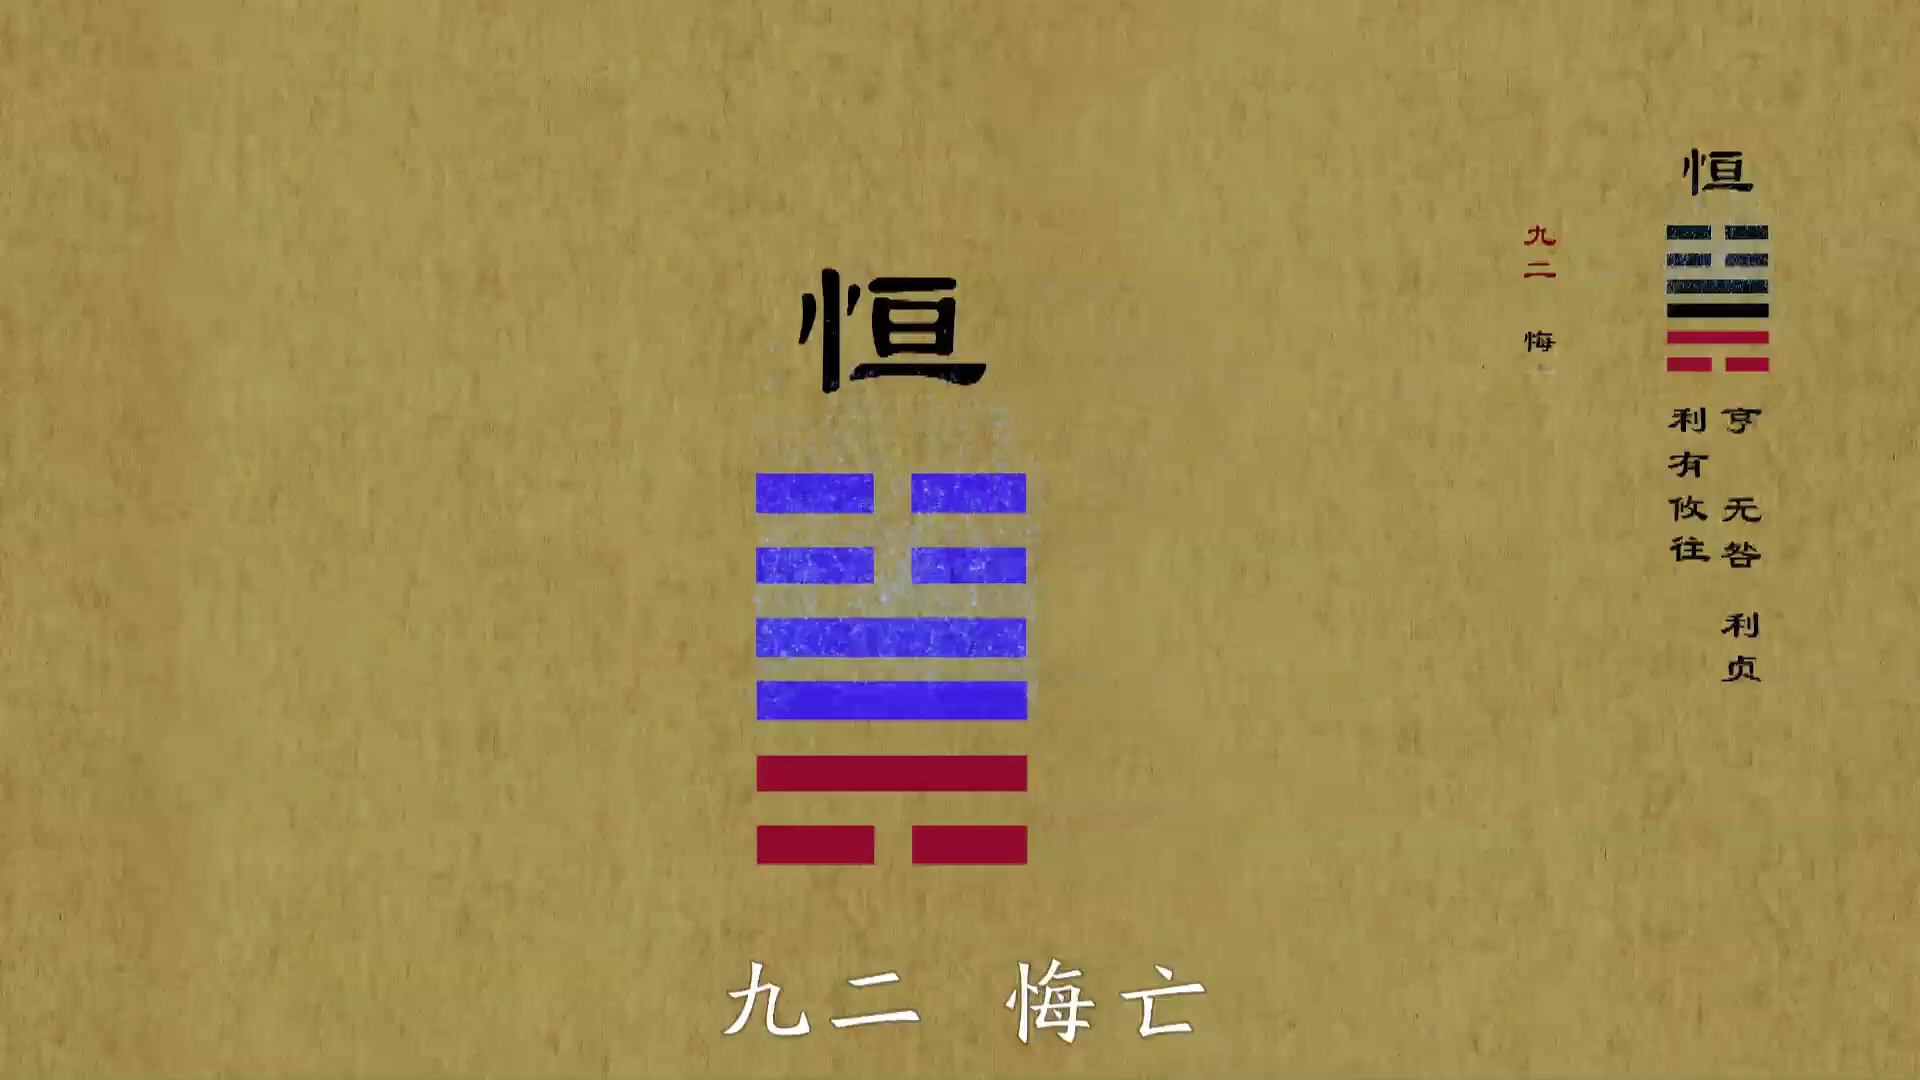 恒
恒
亨 无咎 利贞
利有攸往
九二 悔
九二 悔亡